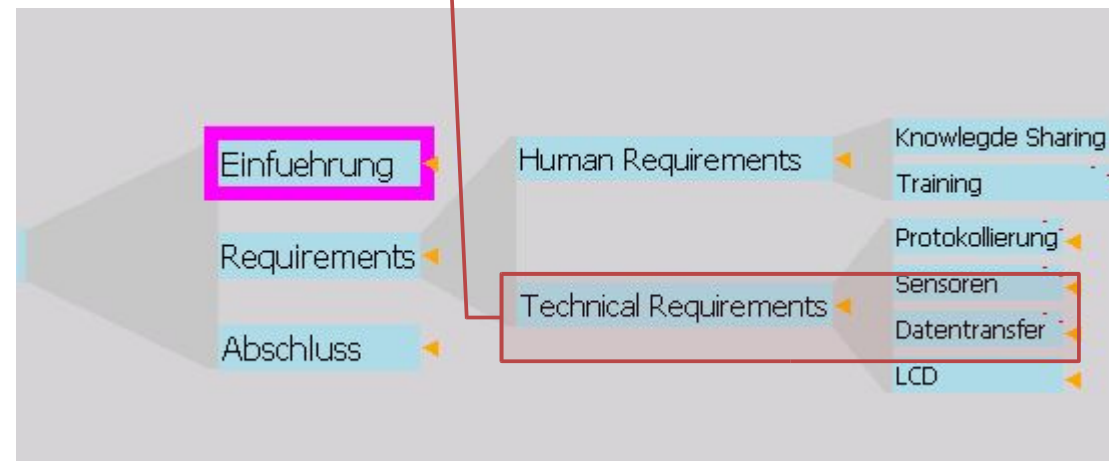 Einfuehrung
Requirements
Abschluss
Human Requirements
Technical Requirements
Knowlegde Sharing
Training
Protokollierung
Sensoren
Datentransfer
LCD